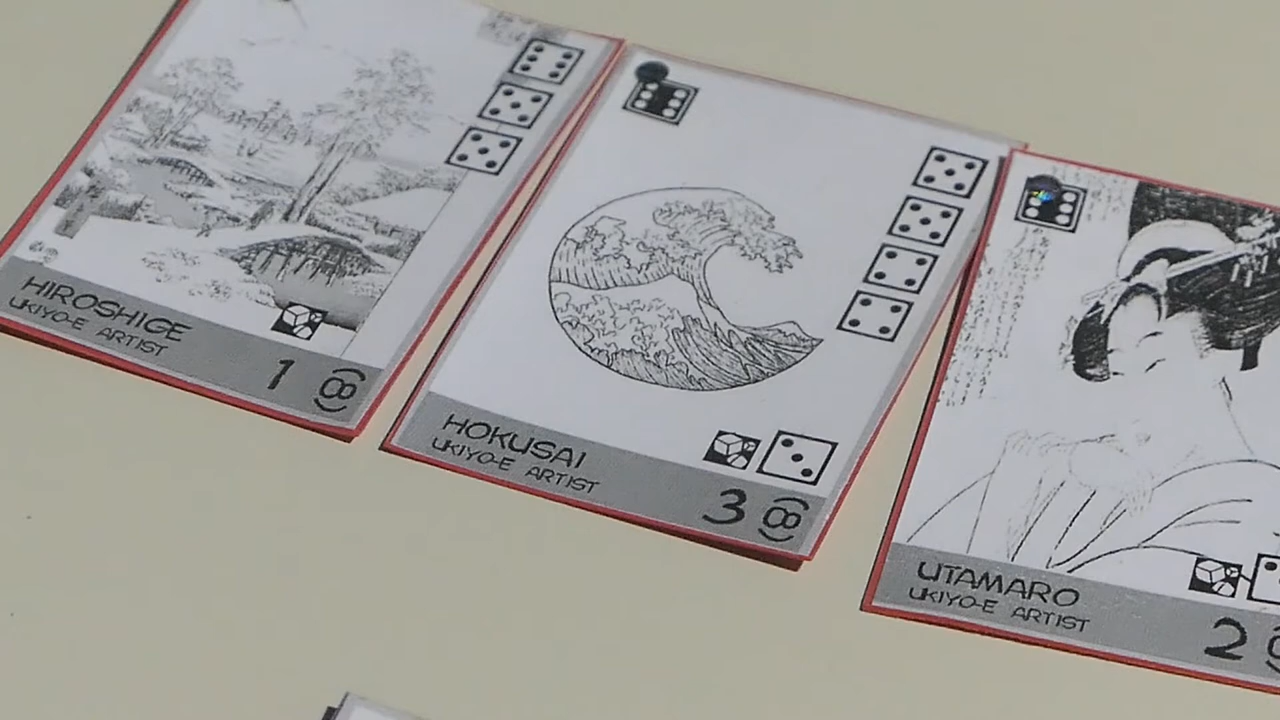 HIROSHIGE
UKIYO-E ARTIST
1
HOKUSAI
UKIYO-E ARTIST
3
UTAMARO
UKIYO-E ARTIST
2